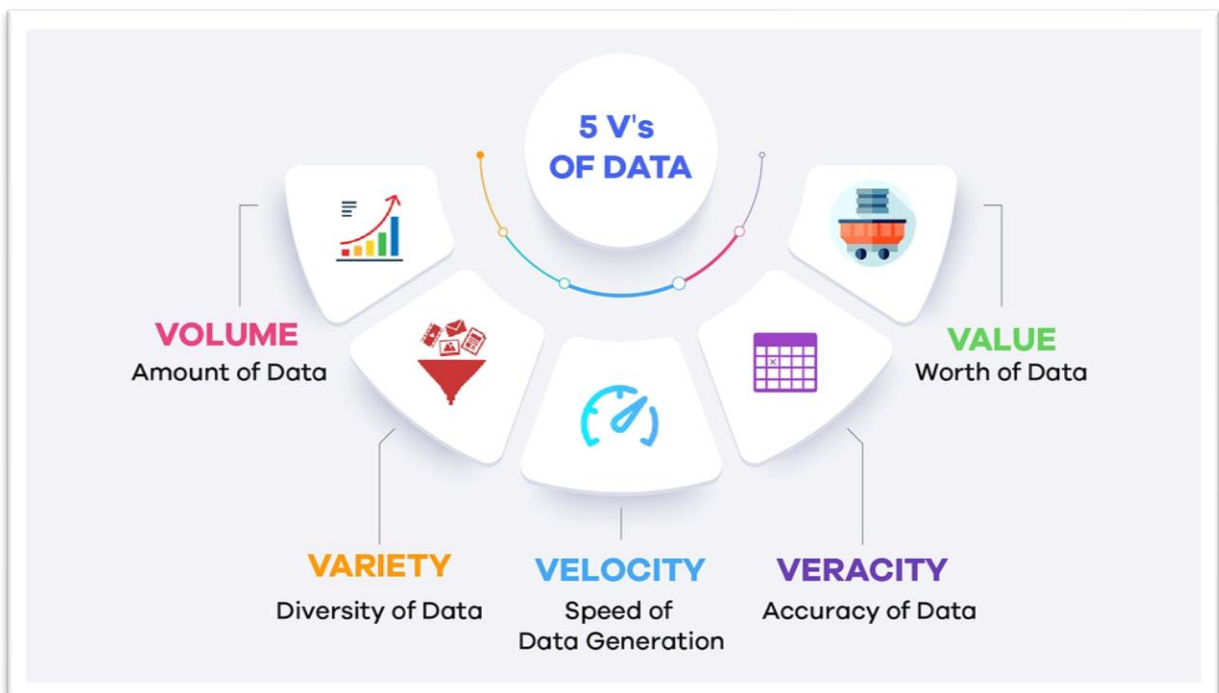 5 V's
OF DATA
VOLUME
Amount of Data
VARIETY
Diversity of Data
VELOCITY
Speed of
Data Generation
VERACITY
Accuracy of Data
VALUE
Worth of Data